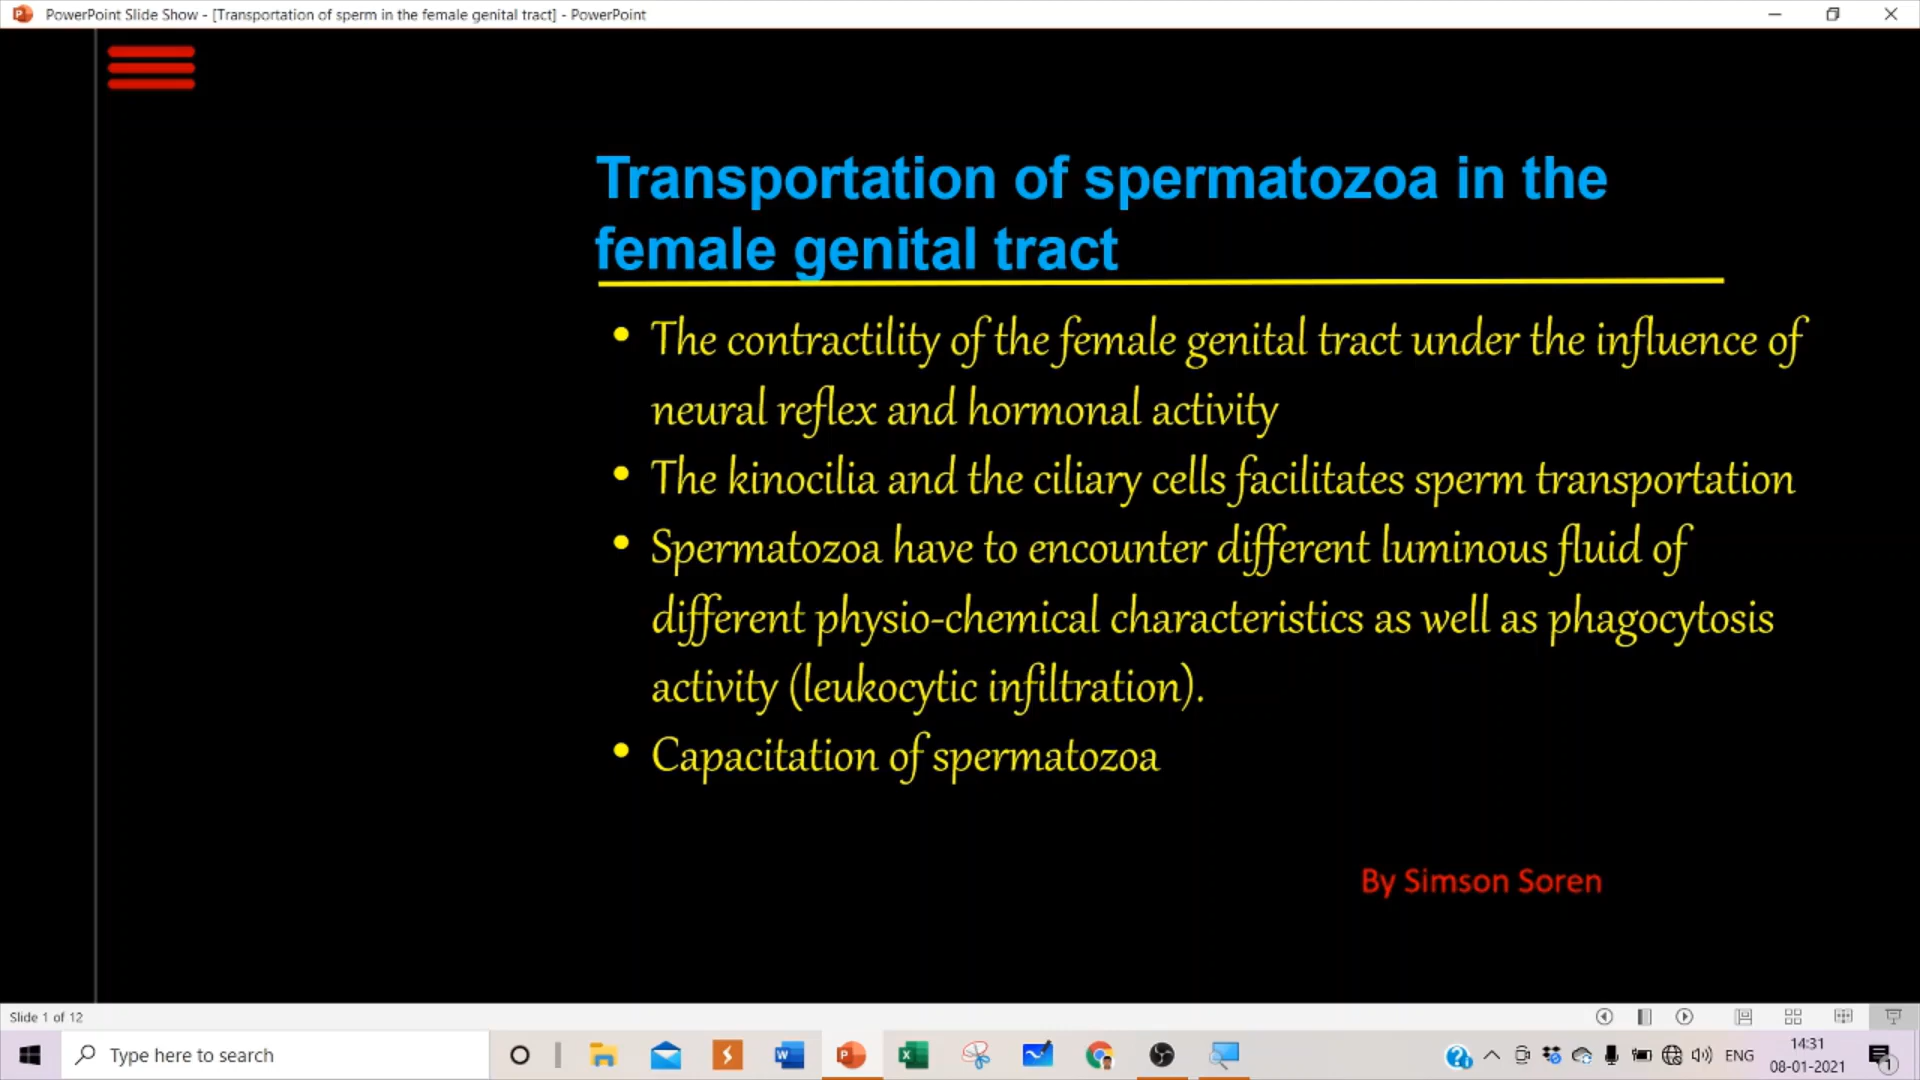 PowerPoint Slide Show - [Transportation of sperm in the female genital tract] - PowerPoint
Transportation of spermatozoa in the
female genital tract
• The contractility of the female genital tract under the influence of
neural reflex and hormonal activity
• The kinocilia and the ciliary cells facilitates sperm transportation
• Spermatozoa have to encounter different luminous fluid of
different physio-chemical characteristics as well as phagocytosis
activity (leukocytic infiltration).
• Capacitation of spermatozoa
By Simson Soren
Slide 1 of 12
Type here to search
ENG
14:31
08-01-2021
1